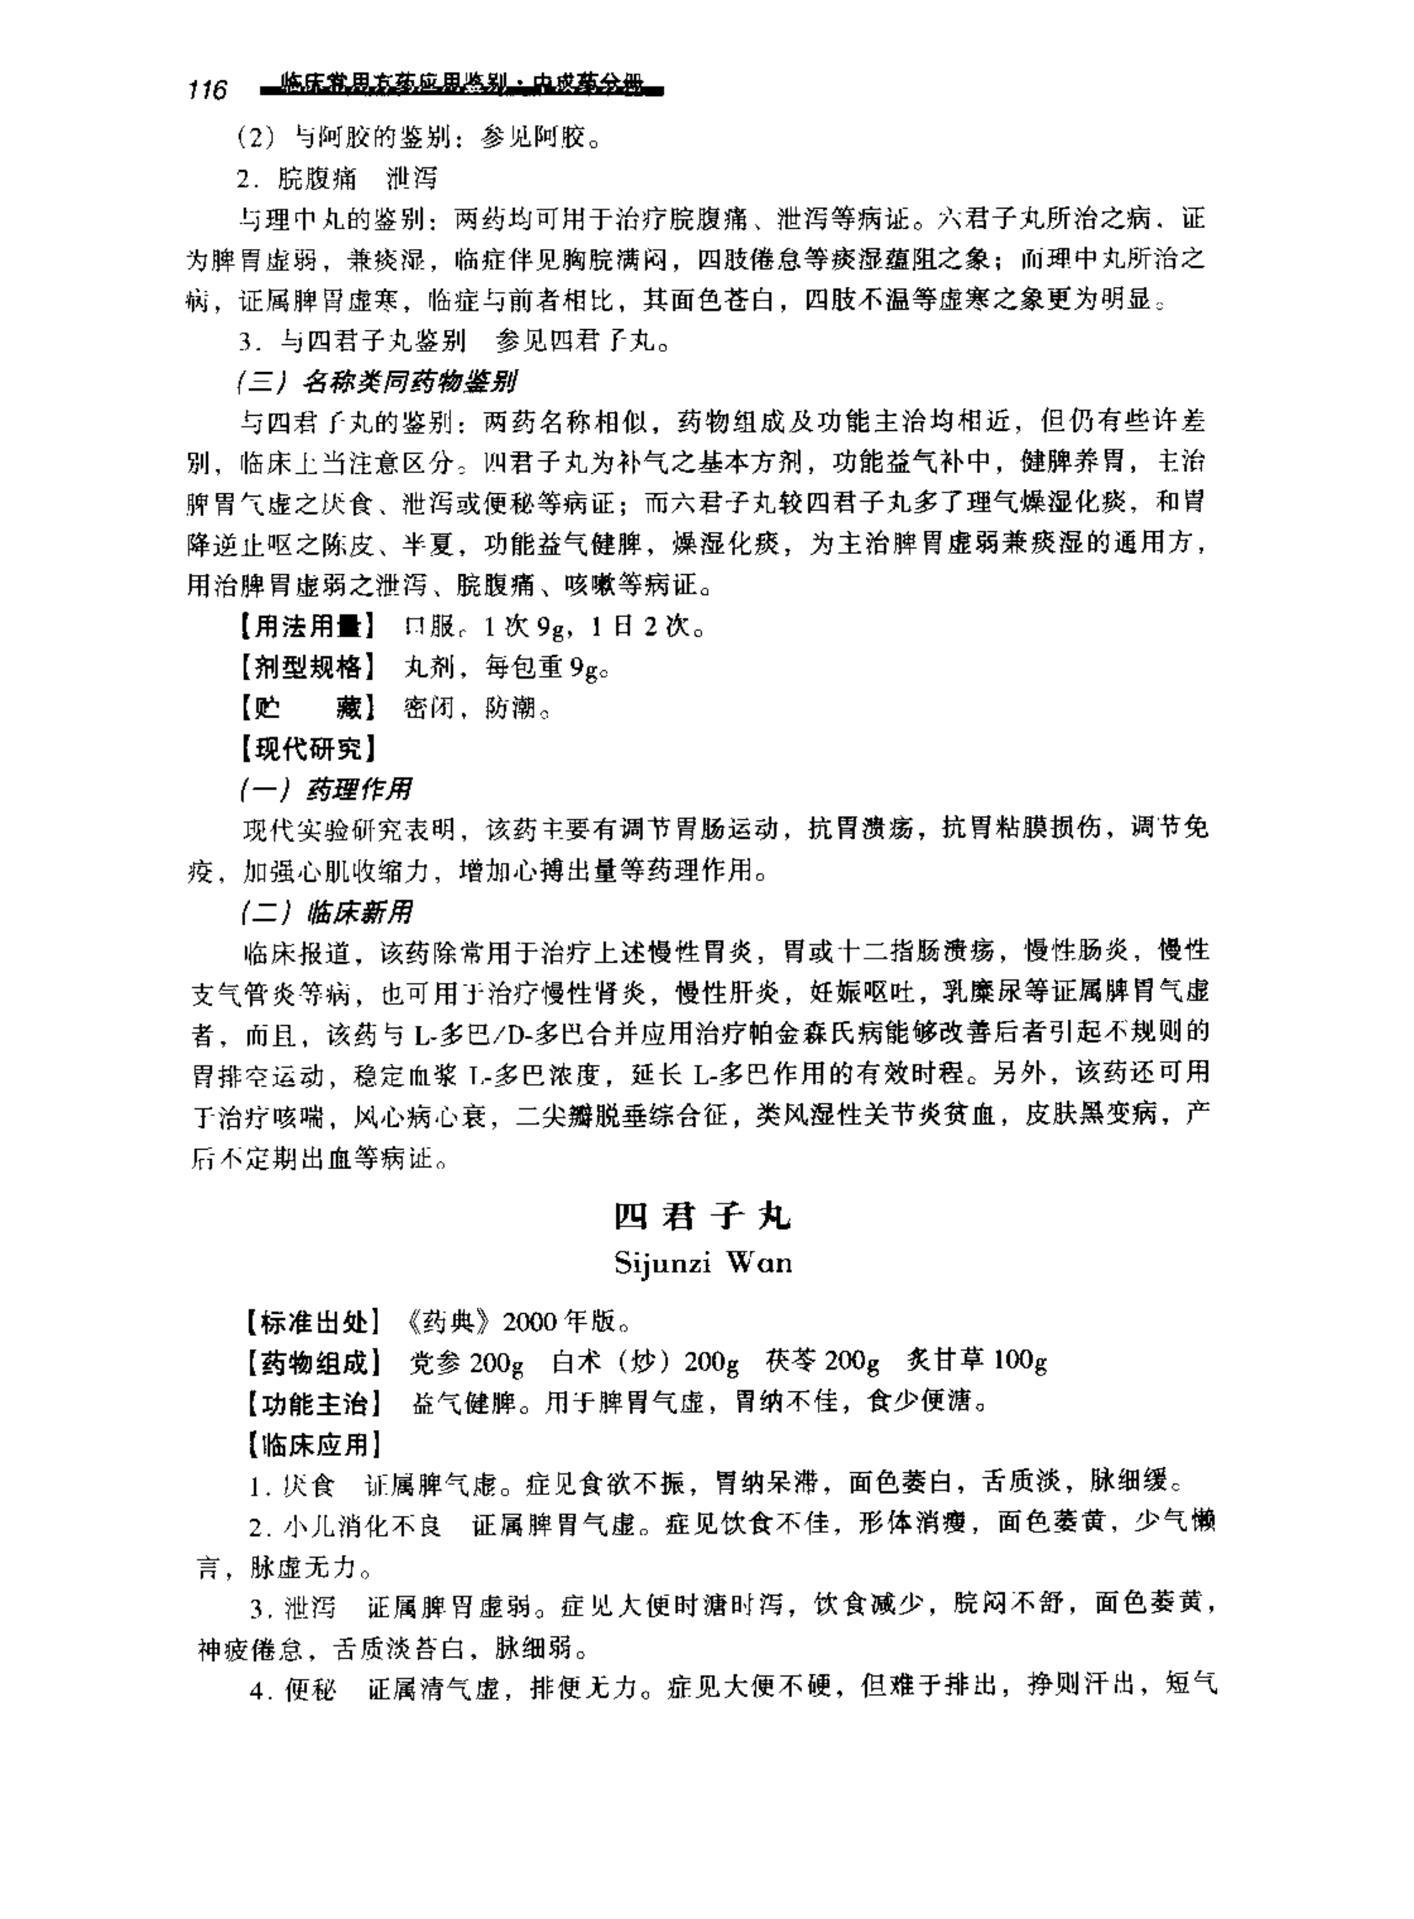 116 临床常用方药应用鉴别·中成药分册
（2）与阿胶的鉴别：参见阿胶。
2．脘腹痛　泄泻
与理中丸的鉴别：两药均可用于治疗脘腹痛、泄泻等病证。六君子丸所治之病，证
为脾胃虚弱，兼痰湿，临症伴见胸脘满闷，四肢倦怠等痰湿蕴阻之象；而理中丸所治之
病，证属脾胃虚寒，临症与前者相比，其面色苍白，四肢不温等虚寒之象更为明显。
3．与四君子丸鉴别　参见四君子丸。
（三）名称类同药物鉴别
与四君子丸的鉴别：两药名称相似，药物组成及功能主治均相近，但仍有些许差
别，临床上当注意区分。四君子丸为补气之基本方剂，功能益气补中，健脾养胃，主治
脾胃气虚之厌食、泄泻或便秘等病证；而六君子丸较四君子丸多了理气燥湿化痰，和胃
降逆止呕之陈皮、半夏，功能益气健脾，燥湿化痰，为主治脾胃虚弱兼痰湿的通用方，
用治脾胃虚弱之泄泻、脘腹痛、咳嗽等病证。
【用法用量】　口服。1 次 9g，1 日 2 次。
【剂型规格】　丸剂，每包重 9g。
【贮　　藏】　密闭，防潮。
【现代研究】
（一）药理作用
现代实验研究表明，该药主要有调节胃肠运动，抗胃溃疡，抗胃粘膜损伤，调节免
疫，加强心肌收缩力，增加心搏出量等药理作用。
（二）临床新用
临床报道，该药除常用于治疗上述慢性胃炎，胃或十二指肠溃疡，慢性肠炎，慢性
支气管炎等病，也可用于治疗慢性肾炎，慢性肝炎，妊娠呕吐，乳糜尿等证属脾胃气虚
者，而且，该药与 L-多巴/D-多巴合并应用治疗帕金森氏病能够改善后者引起不规则的
胃排空运动，稳定血浆 L-多巴浓度，延长 L-多巴作用的有效时程。另外，该药还可用
于治疗咳喘，风心病心衰，二尖瓣脱垂综合征，类风湿性关节炎贫血，皮肤黑变病，产
后不定期出血等病证。
四君子丸
Sijunzi Wan
【标准出处】　《药典》2000 年版。
【药物组成】　党参 200g　白术（炒）200g　茯苓 200g　炙甘草 100g
【功能主治】　益气健脾。用于脾胃气虚，胃纳不佳，食少便溏。
【临床应用】
1. 厌食　证属脾气虚。症见食欲不振，胃纳呆滞，面色萎白，舌质淡，脉细缓。
2. 小儿消化不良　证属脾胃气虚。症见饮食不佳，形体消瘦，面色萎黄，少气懒
言，脉虚无力。
3. 泄泻　证属脾胃虚弱。症见大便时溏时泻，饮食减少，脘闷不舒，面色萎黄，
神疲倦怠，舌质淡苔白，脉细弱。
4. 便秘　证属清气虚，排便无力。症见大便不硬，但难于排出，挣则汗出，短气